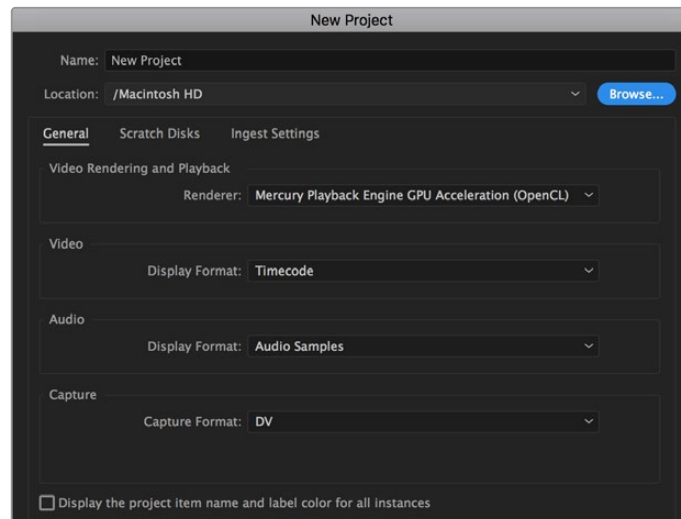 New Project
Name: New Project
Location: /Macintosh HD Browse...
General Scratch Disks Ingest Settings
Video Rendering and Playback
Renderer: Mercury Playback Engine GPU Acceleration (OpenCL)
Video
Display Format: Timecode
Audio
Display Format: Audio Samples
Capture
Capture Format: DV
Display the project item name and label color for all instances